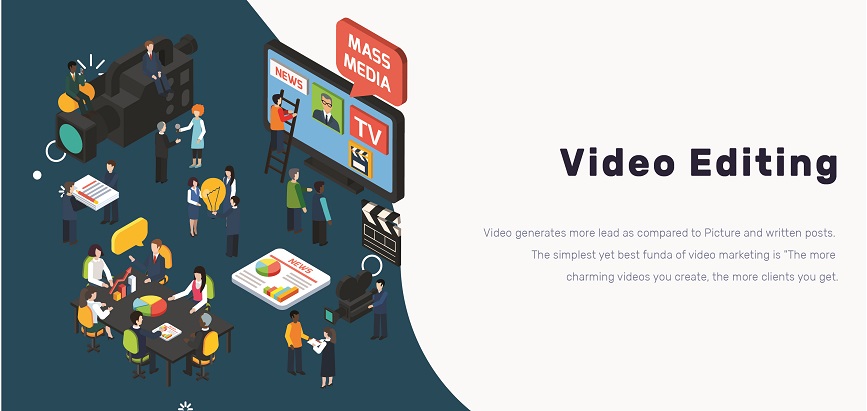 MASS
MEDIA
NEWS
TV
NEWS
Video Editing
Video generates more lead as compared to Picture and written posts.
The simplest yet best funda of video marketing is "The more
charming videos you create, the more clients you get.